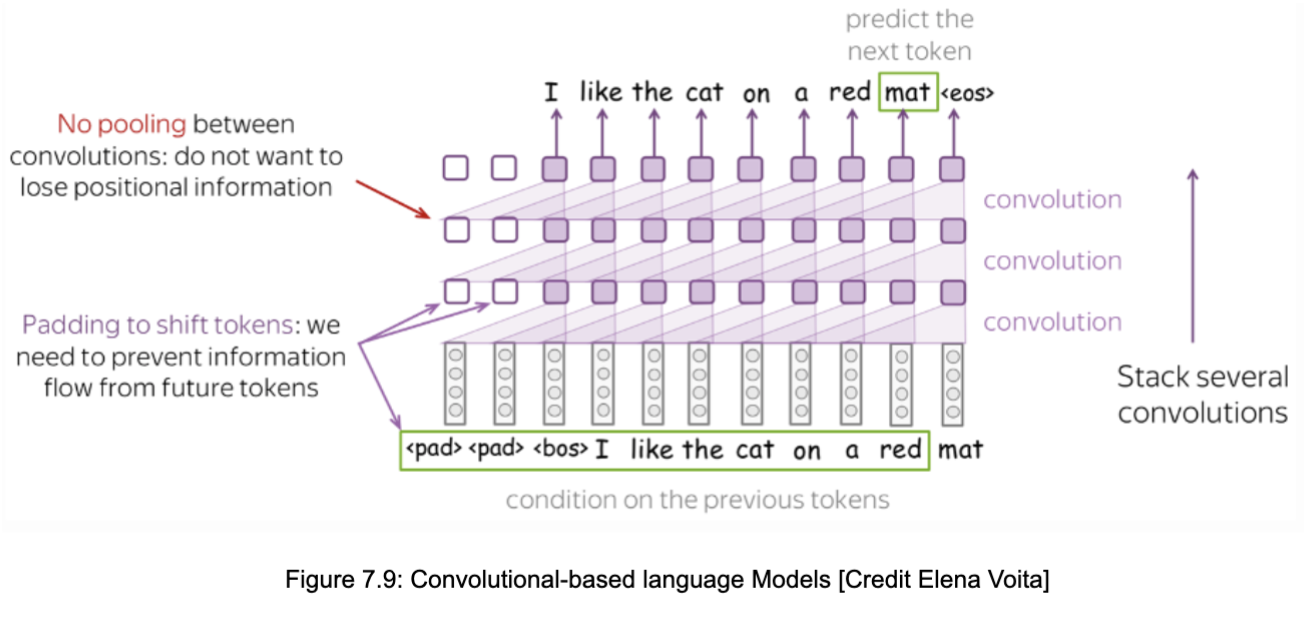 predict the
next token
I like the cat on a red mat <eos>
No pooling between
convolutions: do not want to
lose positional information
convolution
convolution
convolution
Padding to shift tokens: we
need to prevent information
flow from future tokens
Stack several
convolutions
<pad> <pad> <bos> I like the cat on a red mat
condition on the previous tokens
Figure 7.9: Convolutional-based language Models [Credit Elena Voita]